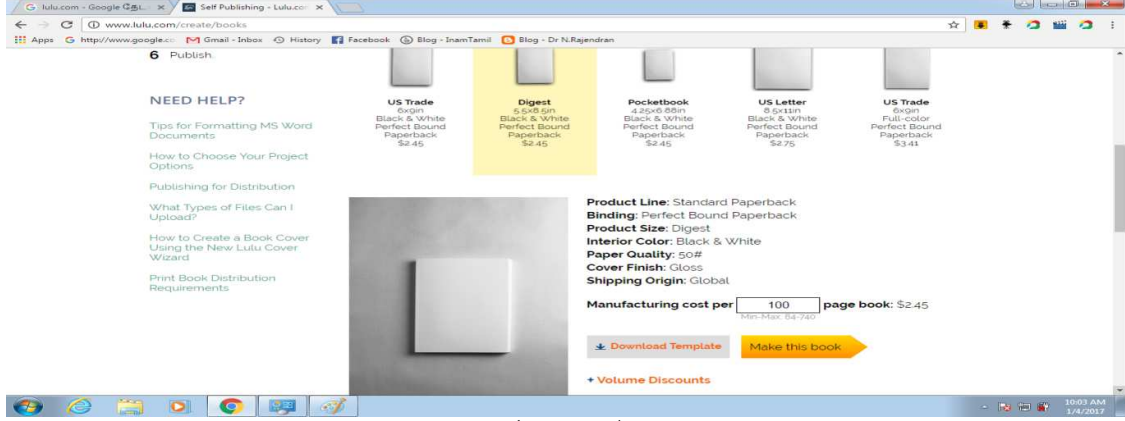 lulu.com - Google
Self Publishing - Lulu.co
www.lulu.com/create/books
Apps
http://www.google.c
Gmail - Inbox
History
Facebook
Blog - InamTamil
Blog - Dr N.Rajendran
6 Publish.
NEED HELP?
Tips for Formatting MS Word
Documents
How to Choose Your Project
Options
Publishing for Distribution
What Types of Files Can I
Upload?
How to Create a Book Cover
Using the New Lulu Cover
Wizard
Print Book Distribution
Requirements
US Trade
6x9in
Black & White
Perfect Bound
Paperback
$2.45
Digest
5.5x8.5in
Black & White
Perfect Bound
Paperback
$2.45
Pocketbook
4.25x6.88in
Black & White
Perfect Bound
Paperback
$2.45
US Letter
8.5x11in
Black & White
Perfect Bound
Paperback
$2.75
US Trade
6x9in
Full-color
Perfect Bound
Paperback
$3.41
Product Line: Standard Paperback
Binding: Perfect Bound Paperback
Product Size: Digest
Interior Color: Black & White
Paper Quality: 50#
Cover Finish: Gloss
Shipping Origin: Global
Manufacturing cost per 100 page book: $2.45
Min-Max: 84-740
Download Template
Make this book
+ Volume Discounts
10:03 AM
1/4/2017